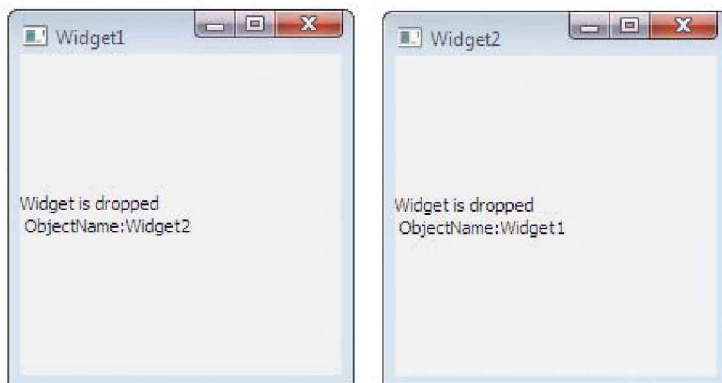 Widget1
Widget is dropped
ObjectName:Widget2
Widget2
Widget is dropped
ObjectName:Widget1